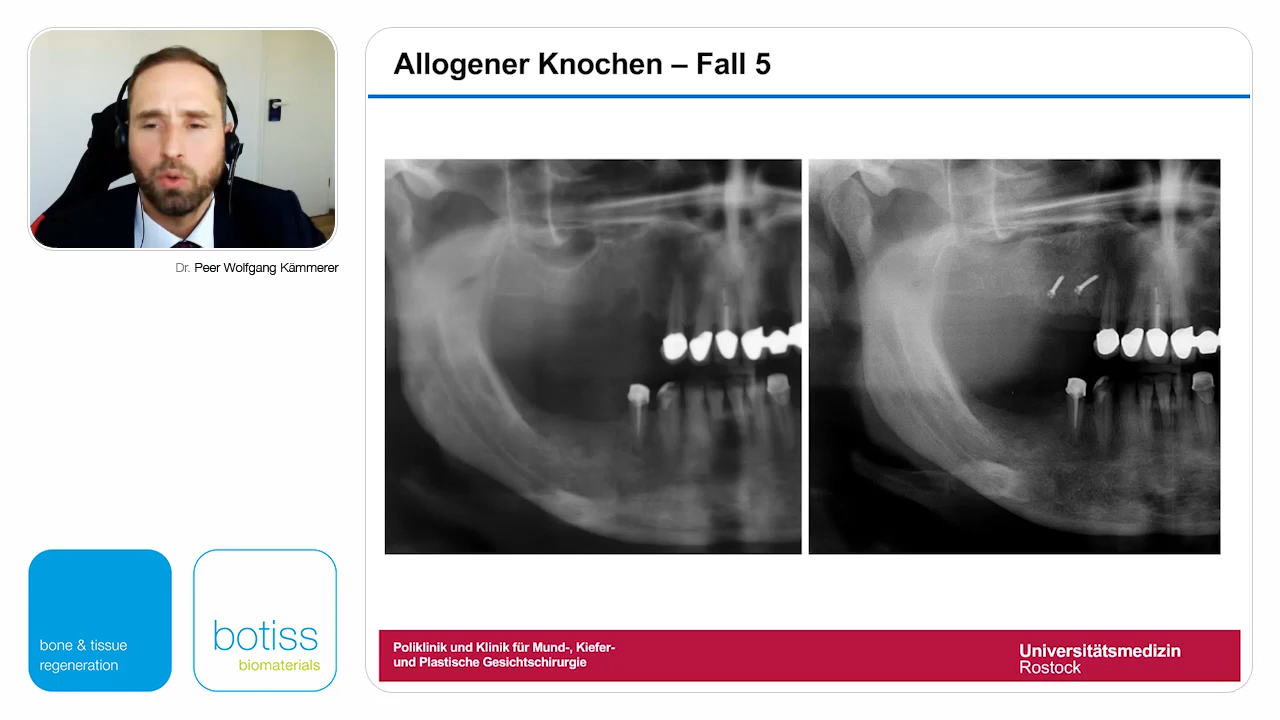 Allogener Knochen – Fall 5
Dr. Peer Wolfgang Kämmerer
bone & tissue
regeneration
botiss
biomaterials
Poliklinik und Klinik für Mund-, Kiefer-
und Plastische Gesichtschirurgie
Universitätsmedizin
Rostock